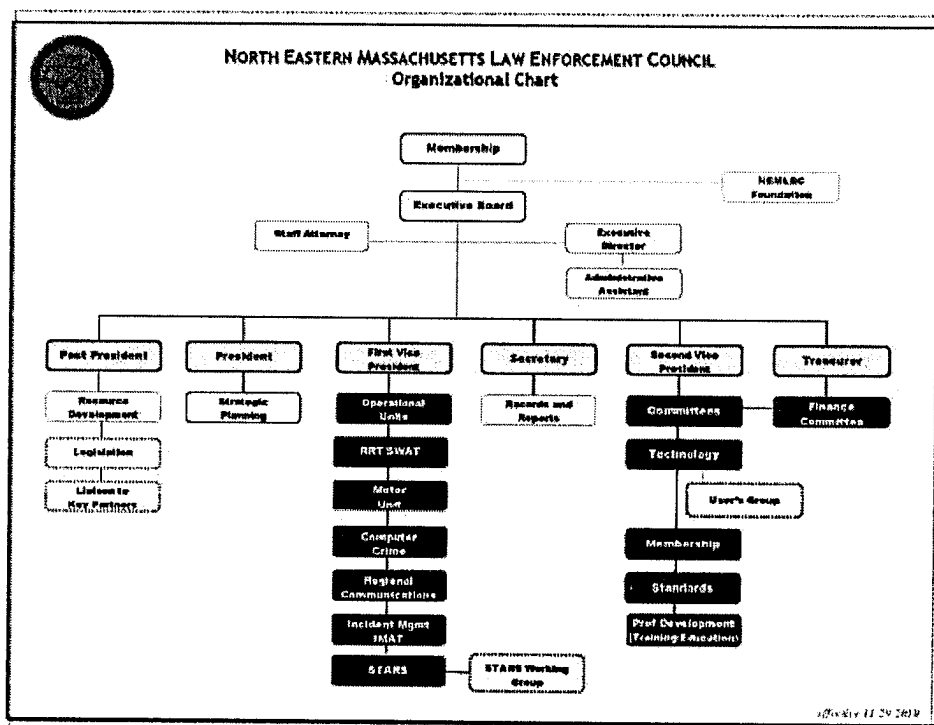 NORTH EASTERN MASSACHUSETTS LAW ENFORCEMENT COUNCIL
Organizational Chart
Membership
NEMLEC
Foundation
Executive Board
Staff Attorney
Executive
Director
Administrative
Assistant
Past President
President
First Vice
President
Secretary
Second Vice
President
Treasurer
Resource
Development
Strategic
Planning
Operational
Units
Records and
Reports
Committees
Finance
Committee
Legislation
RRT SWAT
Technology
Liaison to
Key Partners
Motor
Unit
User's Group
Computer
Crime
Membership
Regional
Communications
Standards
Incident Mgmt
IMAT
Prof Development
(Training/Education)
STARS
STARS Working
Group
11 29 2010